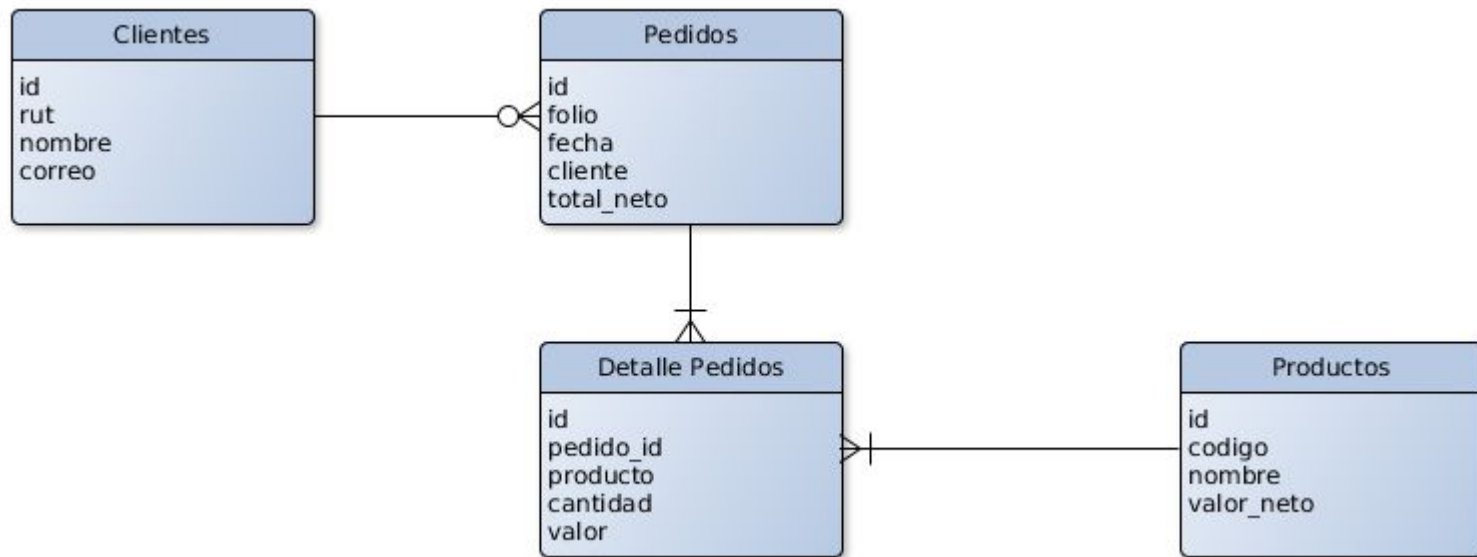 Clientes
id
rut
nombre
correo
Pedidos
id
folio
fecha
cliente
total_neto
Detalle Pedidos
id
pedido_id
producto
cantidad
valor
Productos
id
codigo
nombre
valor_neto